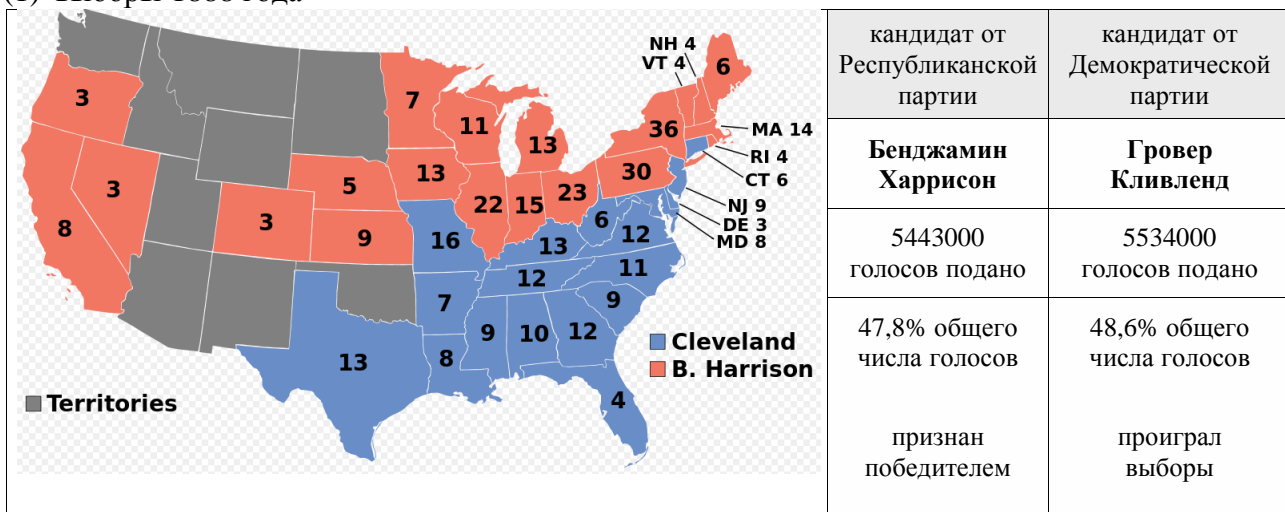 (1) Выборы 1888 года
NH 4
VT 4
6
3
7
11
36
MA 14
13
RI 4
30
CT 6
13
3
5
23
22
15
NJ 9
3
6
DE 3
8
9
16
12
MD 8
13
11
12
7
9
9
10
12
Cleveland
8
B. Harrison
13
4
Territories
кандидат от
Республиканской
партии
кандидат от
Демократической
партии
Бенджамин
Харрисон
Гровер
Кливленд
5443000
голосов подано
5534000
голосов подано
47,8% общего
числа голосов
48,6% общего
числа голосов
признан
победителем
проиграл
выборы